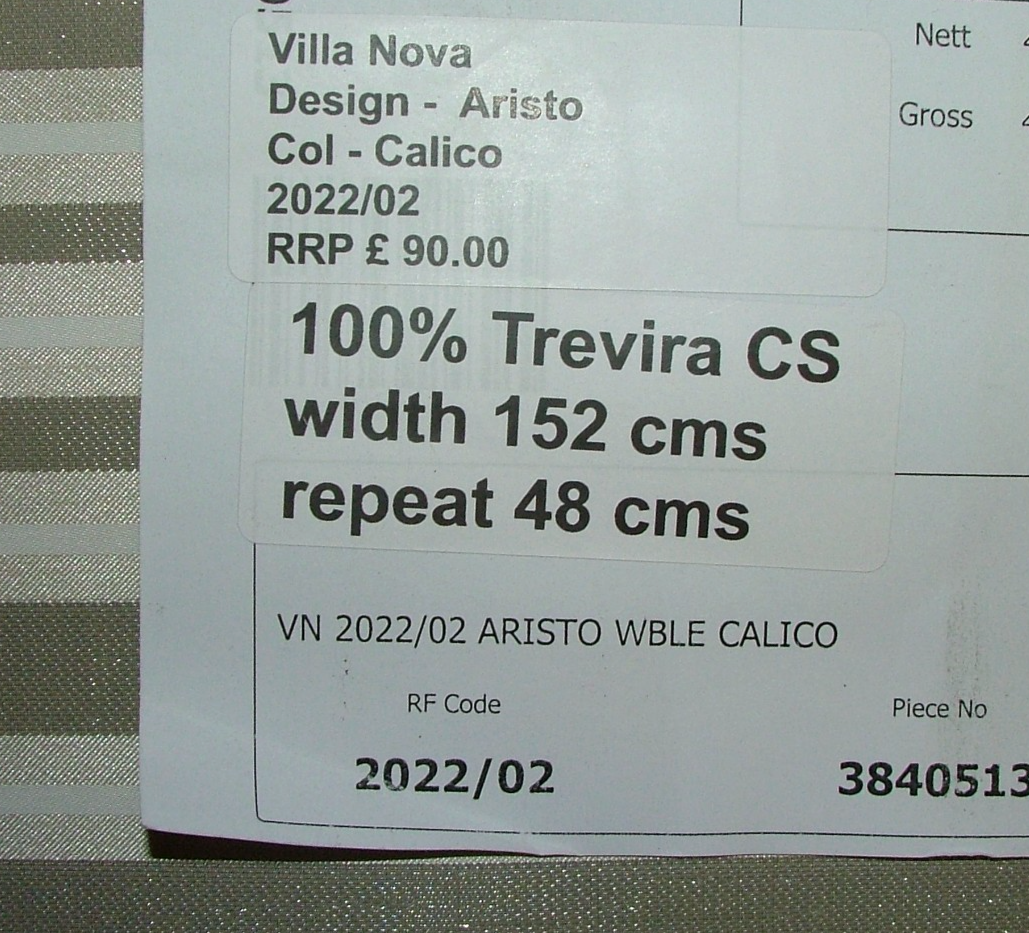 Villa Nova
Design - Aristo
Col - Calico
2022/02
RRP £ 90.00
Nett
Gross
100% Trevira CS
width 152 cms
repeat 48 cms
VN 2022/02 ARISTO WBLE CALICO
RF Code
Piece No
2022/02
3840513